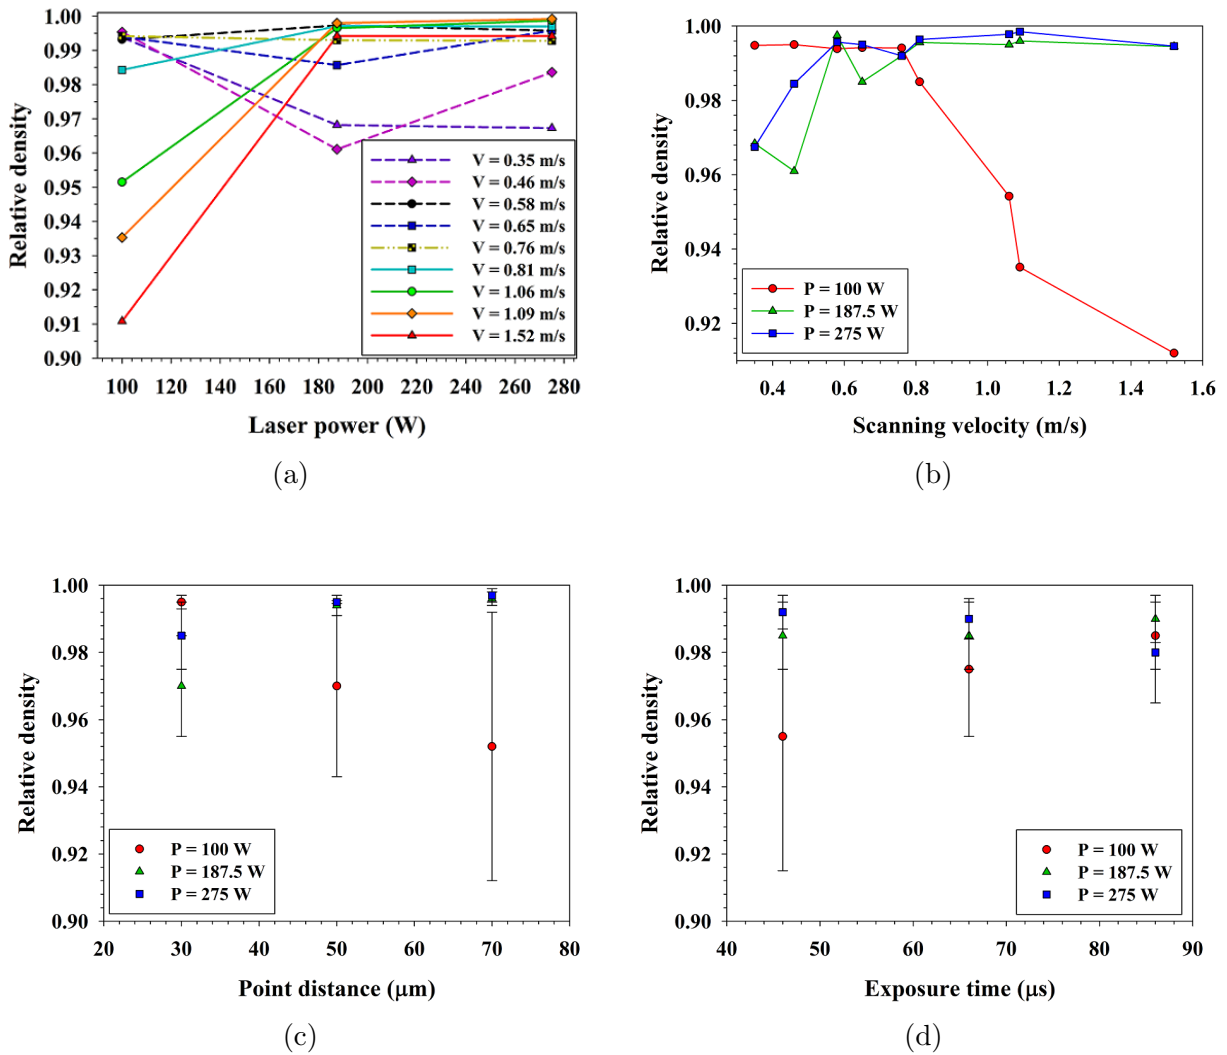 1.00
0.99
0.98
0.97
0.96
0.95
0.94
0.93
0.92
0.91
0.90
Relative density
V = 0.35 m/s
V = 0.46 m/s
V = 0.58 m/s
V = 0.65 m/s
V = 0.76 m/s
V = 0.81 m/s
V = 1.06 m/s
V = 1.09 m/s
V = 1.52 m/s
100 120 140 160 180 200 220 240 260 280
Laser power (W)
(a)
1.00
0.98
0.96
0.94
0.92
Relative density
P = 100 W
P = 187.5 W
P = 275 W
0.4 0.6 0.8 1.0 1.2 1.4 1.6
Scanning velocity (m/s)
(b)
1.00
0.98
0.96
0.94
0.92
0.90
Relative density
P = 100 W
P = 187.5 W
P = 275 W
20 30 40 50 60 70 80
Point distance (μm)
(c)
1.00
0.98
0.96
0.94
0.92
0.90
Relative density
P = 100 W
P = 187.5 W
P = 275 W
40 50 60 70 80 90
Exposure time (μs)
(d)